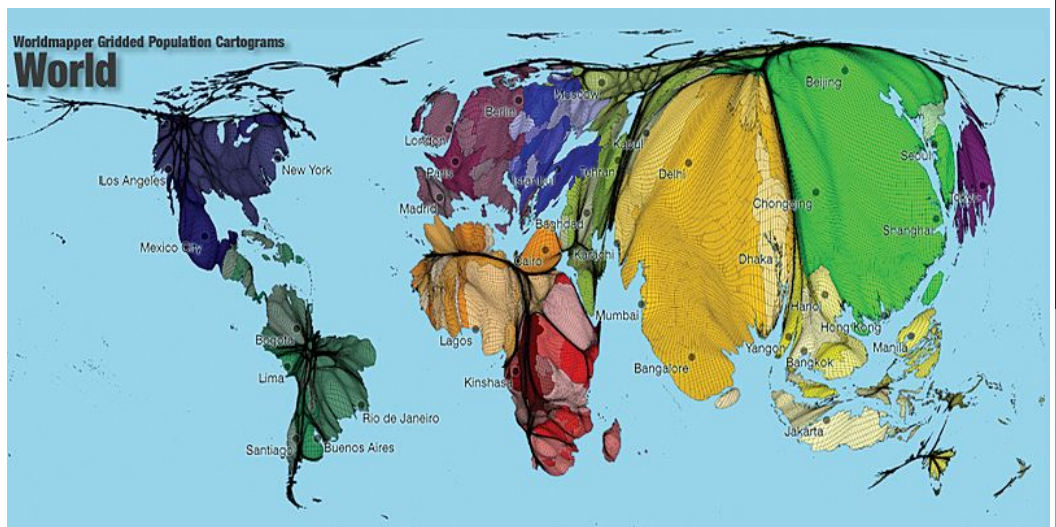 Worldmapper Gridded Population Cartograms
World
Moscow
Beijing
Berlin
London
Kabul
Seoul
New York
Paris
Istanbul
Tehran
Delhi
Los Angeles
Tokyo
Madrid
Chongqing
Baghdad
Shanghai
Mexico City
Cairo
Karachi
Dhaka
Hanoi
Mumbai
Hong Kong
Bogota
Lagos
Yangon
Manila
Bangkok
Lima
Kinshasa
Bangalore
Rio de Janeiro
Jakarta
Santiago
Buenos Aires